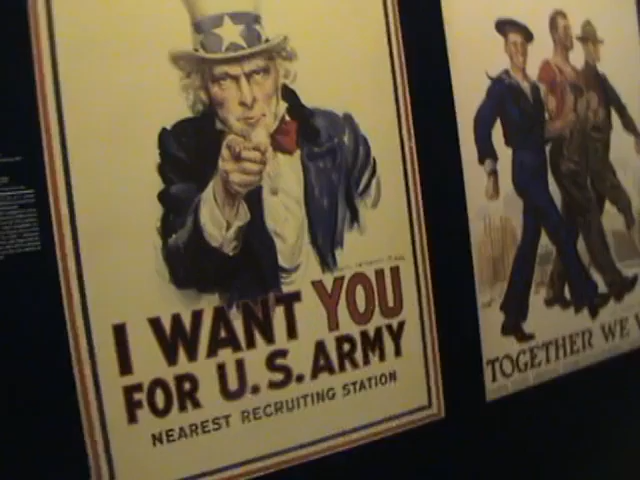 I WANT YOU
FOR U.S. ARMY
NEAREST RECRUITING STATION
TOGETHER WE